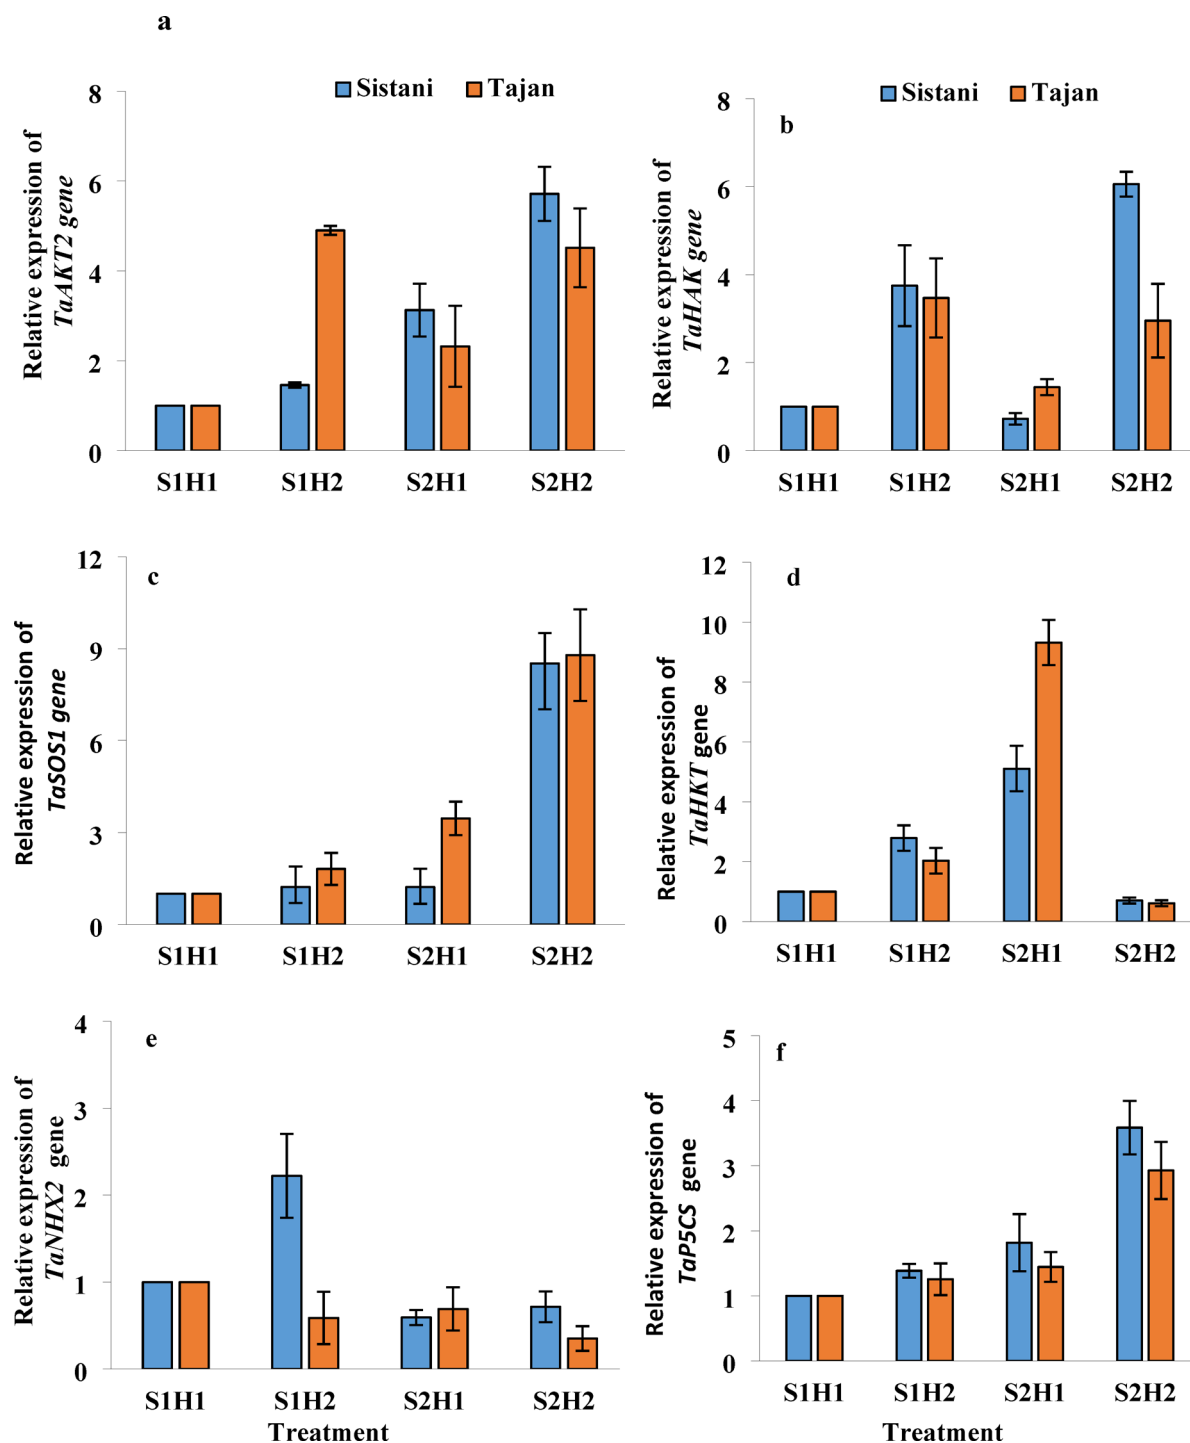 a
Sistani Tajan
8
6
4
2
0
Relative expression of
TaAKT2 gene
S1H1 S1H2 S2H1 S2H2
Sistani Tajan
b
8
6
4
2
0
Relative expression of
TaHAK gene
S1H1 S1H2 S2H1 S2H2
c
12
9
6
3
0
Relative expression of
TaSOS1 gene
S1H1 S1H2 S2H1 S2H2
d
12
10
8
6
4
2
0
Relative expression of
TaHKT gene
S1H1 S1H2 S2H1 S2H2
e
4
3
2
1
0
Relative expression of
TaNHX2 gene
S1H1 S1H2 S2H1 S2H2
Treatment
f
5
4
3
2
1
0
Relative expression of
TaP5CS gene
S1H1 S1H2 S2H1 S2H2
Treatment